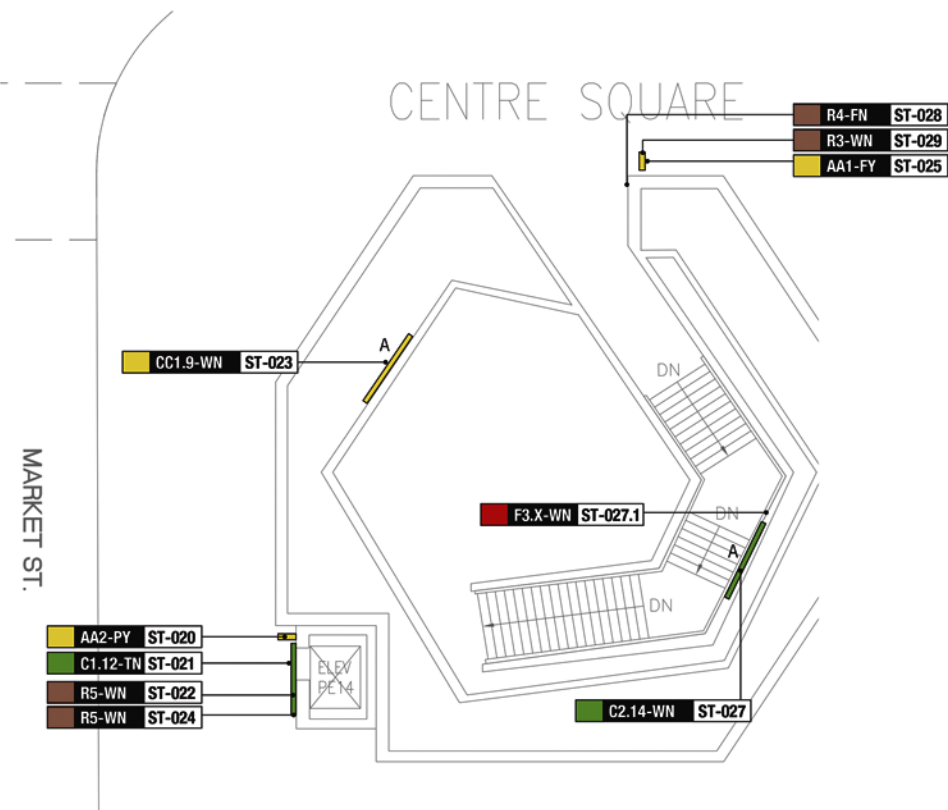 CENTRE SQUARE
R4-FN ST-028
R3-WN ST-029
AA1-FY ST-025
A
CC1.9-WN ST-023
DN
MARKET ST.
F3.X-WN ST-027.1
DN
A
DN
AA2-PY ST-020
C1.12-TN ST-021
R5-WN ST-022
R5-WN ST-024
ELEV
PE14
C2.14-WN ST-027